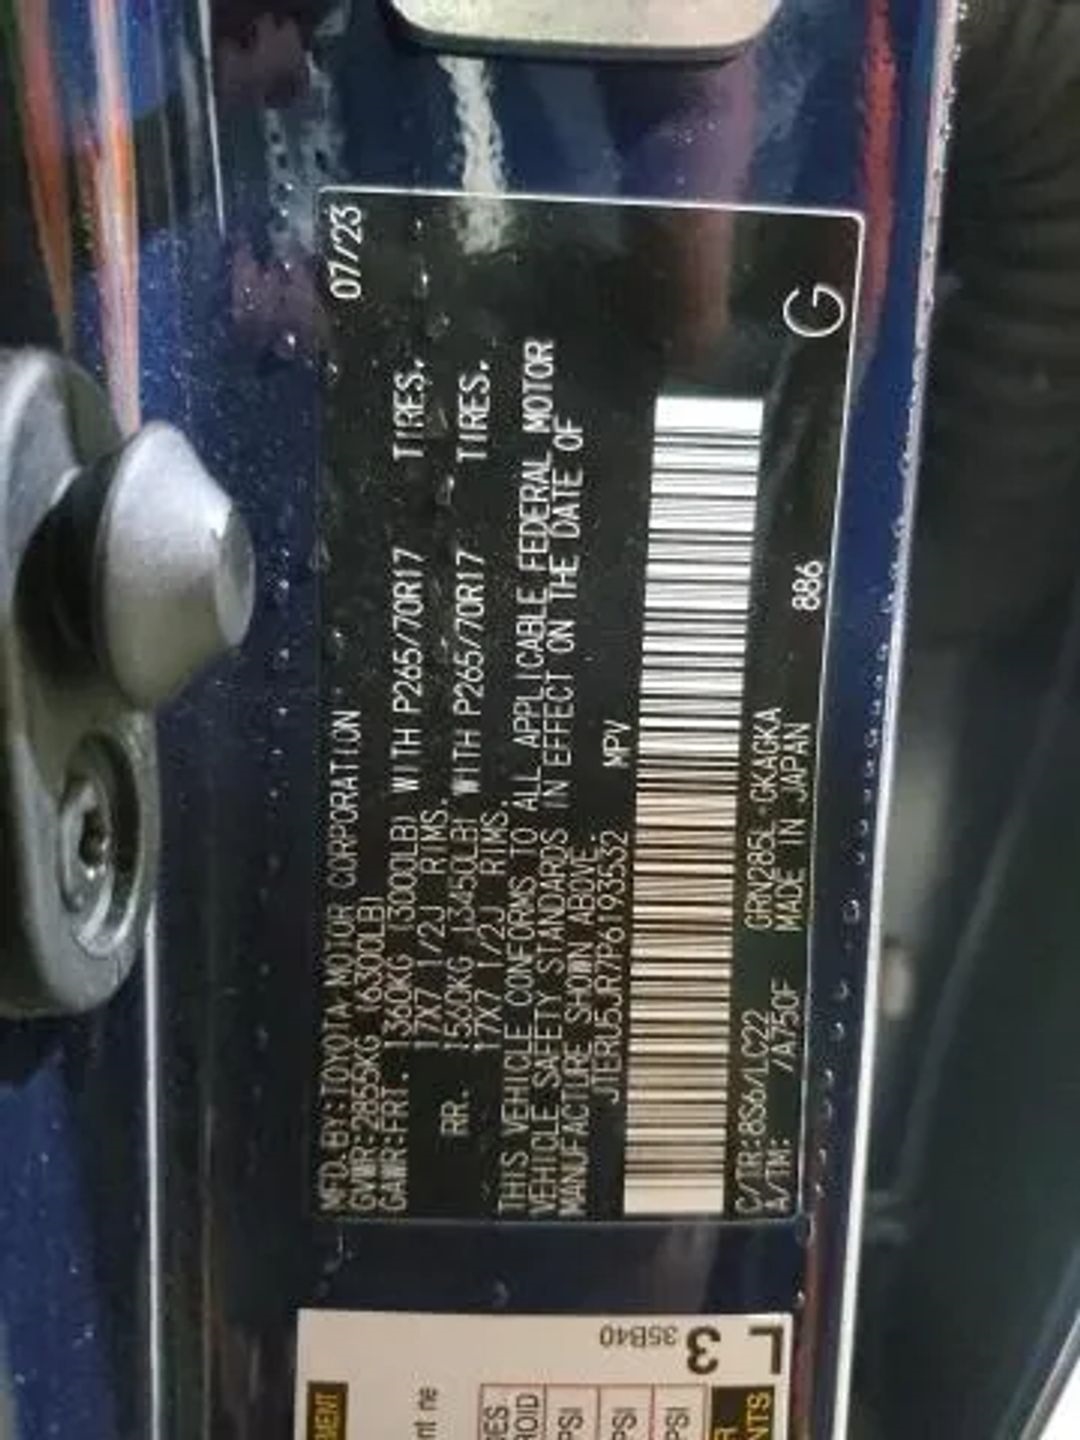 MFD.BY:TOYOTA MOTOR CORPORATION 07/23
GVWR:2855KG (6300LB)
GAWR:FRT. 1360KG (3000LB) WITH P265/70R17 TIRES.
17X7 1/2J RIMS.
RR. 1560KG (3450LB) WITH P265/70R17 TIRES.
17X7 1/2J RIMS.
THIS VEHICLE CONFORMS TO ALL APPLICABLE FEDERAL MOTOR
VEHICLE SAFETY STANDARDS IN EFFECT ON THE DATE OF
MANUFACTURE SHOWN ABOVE.
JTERU5JR7P6193532 MPV
C/TR:8S6/LC22 GRN285L-GKAGKA 886
A/TM: /A750F MADE IN JAPAN
G
L
3
35B40
PSI
PSI
PSI